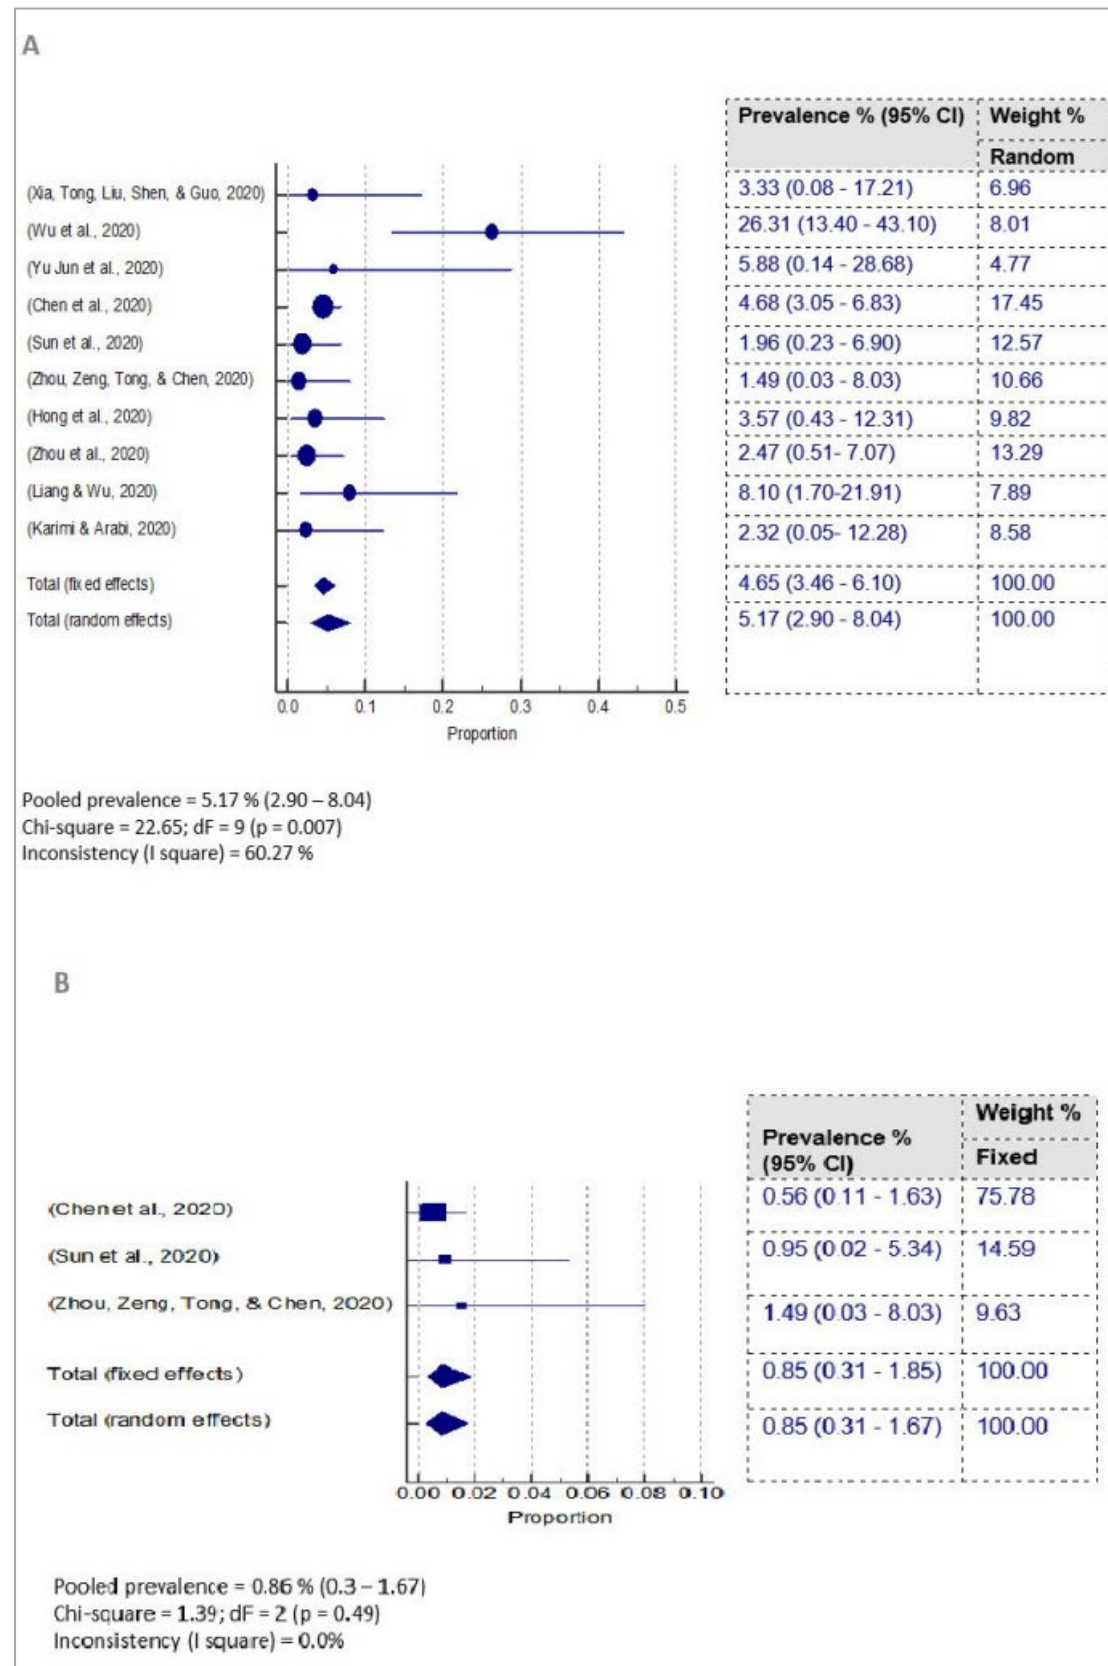 A
Prevalence % (95% CI) Weight %
Random
(Xia, Tong, Liu, Shen, & Guo, 2020) 3.33 (0.08 - 17.21) 6.96
(Wu et al., 2020) 26.31 (13.40 - 43.10) 8.01
(Yu Jun et al., 2020) 5.88 (0.14 - 28.68) 4.77
(Chen et al., 2020) 4.68 (3.05 - 6.83) 17.45
(Sun et al., 2020) 1.96 (0.23 - 6.90) 12.57
(Zhou, Zeng, Tong, & Chen, 2020) 1.49 (0.03 - 8.03) 10.66
(Hong et al., 2020) 3.57 (0.43 - 12.31) 9.82
(Zhou et al., 2020) 2.47 (0.51- 7.07) 13.29
(Liang & Wu, 2020) 8.10 (1.70-21.91) 7.89
(Karimi & Arabi, 2020) 2.32 (0.05- 12.28) 8.58
Total (fixed effects) 4.65 (3.46 - 6.10) 100.00
Total (random effects) 5.17 (2.90 - 8.04) 100.00
0.0 0.1 0.2 0.3 0.4 0.5
Proportion
Pooled prevalence = 5.17 % (2.90 – 8.04)
Chi-square = 22.65; dF = 9 (p = 0.007)
Inconsistency (I square) = 60.27 %
B
Weight %
Prevalence %
(95% CI) Fixed
(Chen et al., 2020) 0.56 (0.11 - 1.63) 75.78
(Sun et al., 2020) 0.95 (0.02 - 5.34) 14.59
(Zhou, Zeng, Tong, & Chen, 2020) 1.49 (0.03 - 8.03) 9.63
Total (fixed effects) 0.85 (0.31 - 1.85) 100.00
Total (random effects) 0.85 (0.31 - 1.67) 100.00
0.00 0.02 0.04 0.06 0.08 0.10
Proportion
Pooled prevalence = 0.86 % (0.3 – 1.67)
Chi-square = 1.39; dF = 2 (p = 0.49)
Inconsistency (I square) = 0.0%